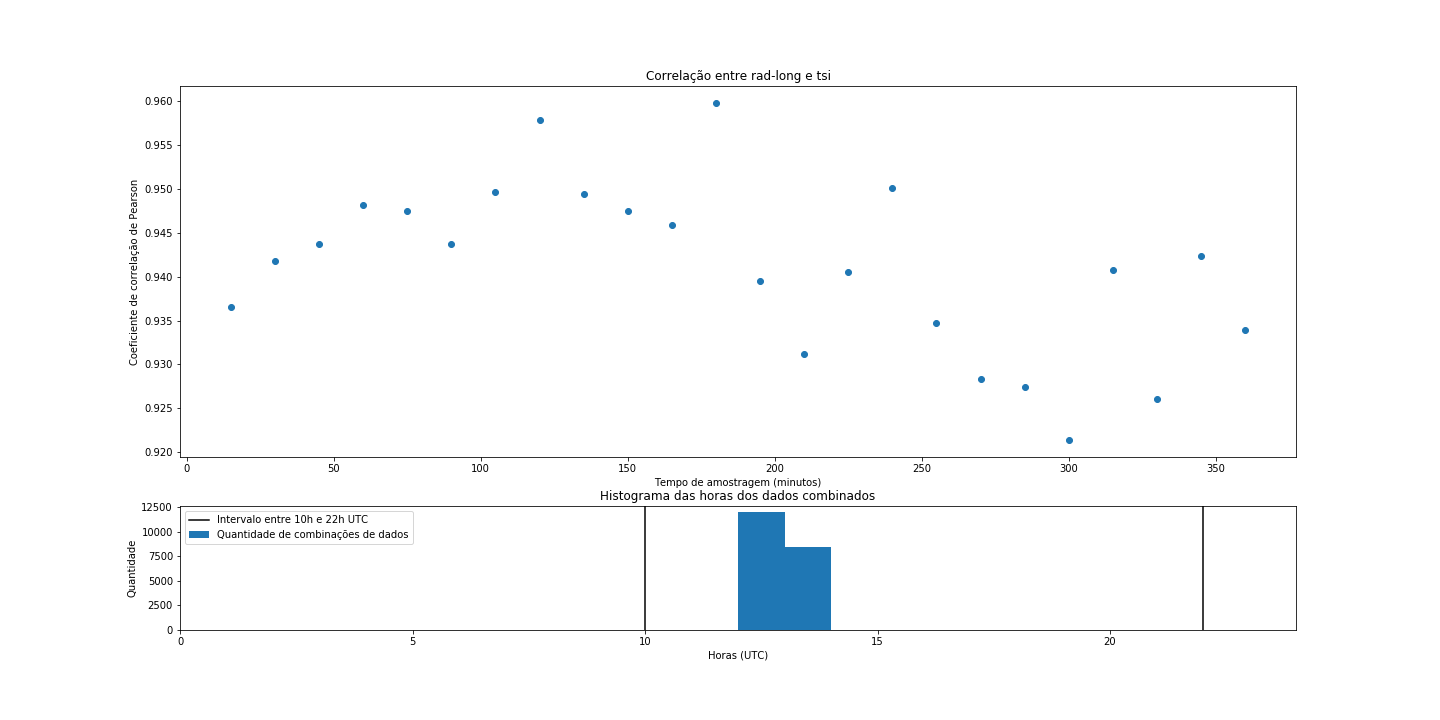 Correlação entre rad-long e tsi
0.960
0.955
0.950
0.945
0.940
0.935
0.930
0.925
0.920
Coeficiente de correlação de Pearson
0 50 100 150 200 250 300 350
Tempo de amostragem (minutos)
Histograma das horas dos dados combinados
12500
10000
7500
5000
2500
0
Quantidade
Intervalo entre 10h e 22h UTC
Quantidade de combinações de dados
0 5 10 15 20
Horas (UTC)